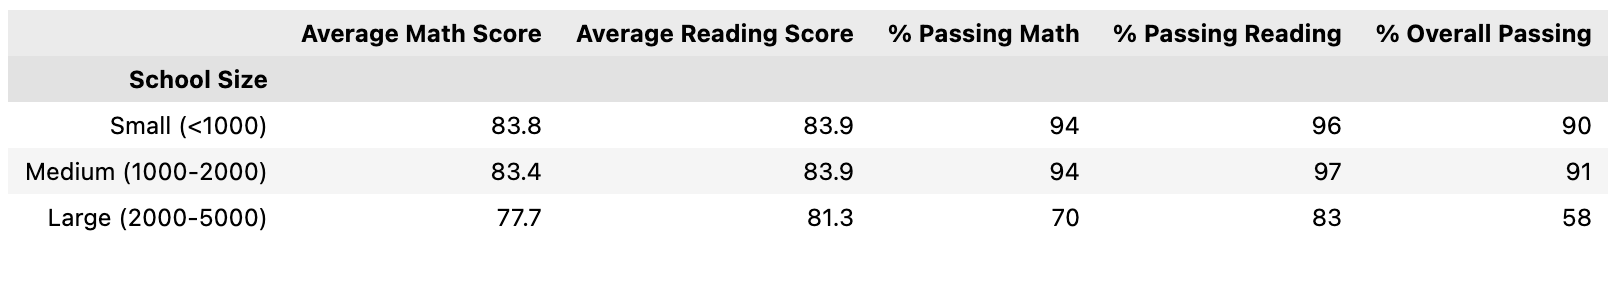 Average Math Score Average Reading Score % Passing Math % Passing Reading % Overall Passing
School Size
Small (<1000) 83.8 83.9 94 96 90
Medium (1000-2000) 83.4 83.9 94 97 91
Large (2000-5000) 77.7 81.3 70 83 58